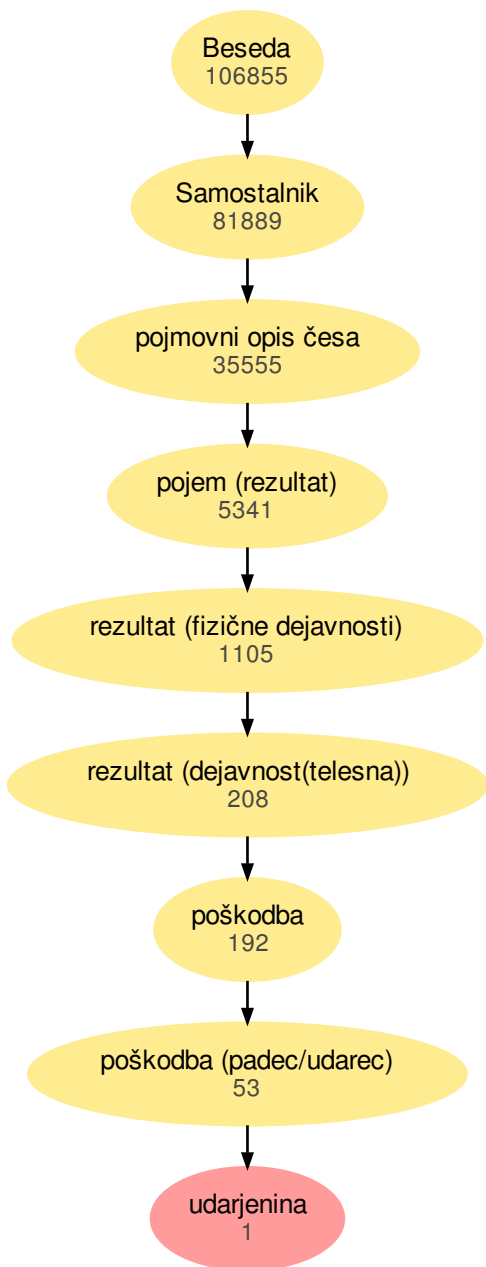 Beseda
106855
Samostalnik
81889
pojmovni opis česa
35555
pojem (rezultat)
5341
rezultat (fizične dejavnosti)
1105
rezultat (dejavnost(telesna))
208
poškodba
192
poškodba (padec/udarec)
53
udarjenina
1